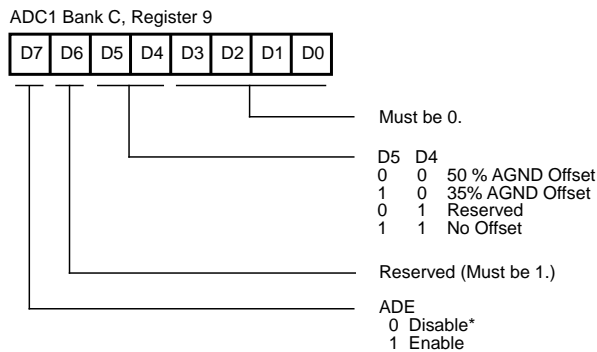 ADC1 Bank C, Register 9
D7 D6 D5 D4 D3 D2 D1 D0
Must be 0.
D5 D4
0 0 50 % AGND Offset
1 0 35% AGND Offset
0 1 Reserved
1 1 No Offset
Reserved (Must be 1.)
ADE
0 Disable*
1 Enable